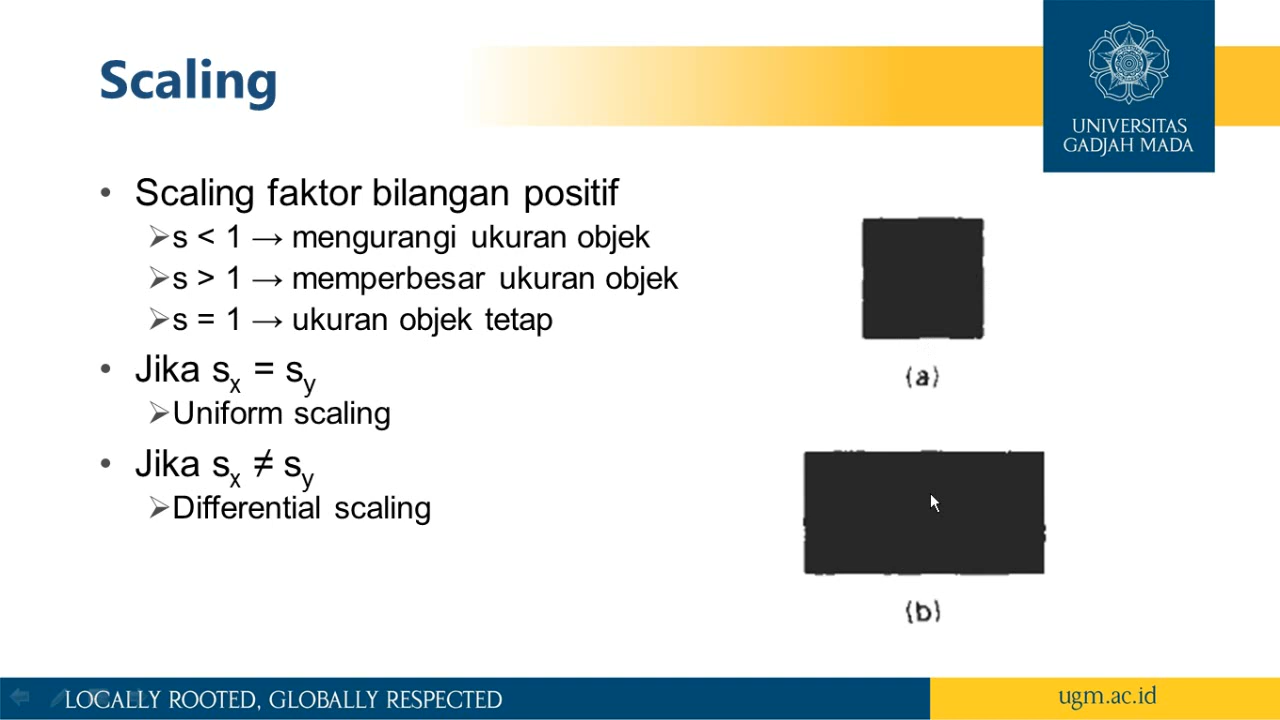 Scaling
UNIVERSITAS
GADJAH MADA
• Scaling faktor bilangan positif
➢s < 1 → mengurangi ukuran objek
➢s > 1 → memperbesar ukuran objek
➢s = 1 → ukuran objek tetap
• Jika sx = sy
➢Uniform scaling
• Jika sx ≠ sy
➢Differential scaling
(a)
(b)
LOCALLY ROOTED, GLOBALLY RESPECTED
ugm.ac.id